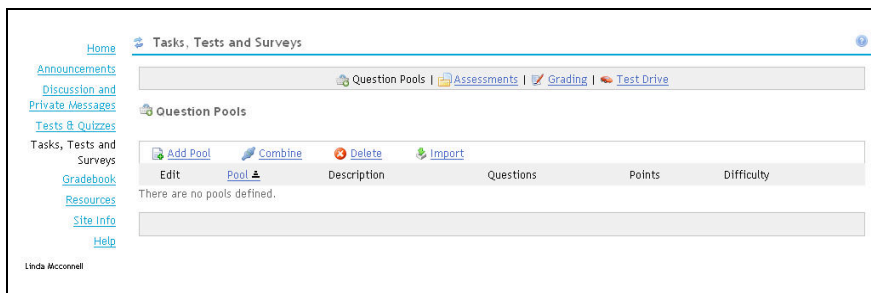 Home
Announcements
Discussion and
Private Messages
Tests & Quizzes
Tasks, Tests and
Surveys
Gradebook
Resources
Site Info
Help
Linda Mcconnell
Tasks, Tests and Surveys
Question Pools | Assessments | Grading | Test Drive
Question Pools
Add Pool Combine Delete Import
Edit Pool Description Questions Points Difficulty
There are no pools defined.